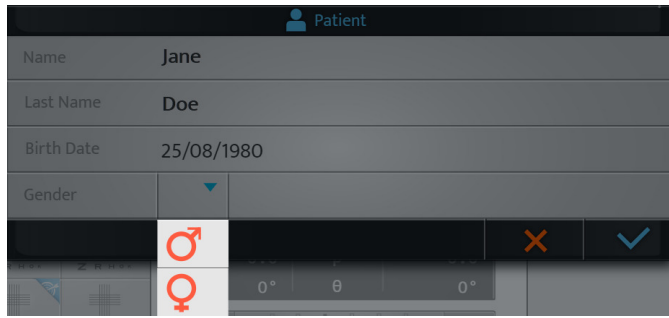 Patient
Name Jane
Last Name Doe
Birth Date 25/08/1980
Gender
♂
♀
0° θ 0°